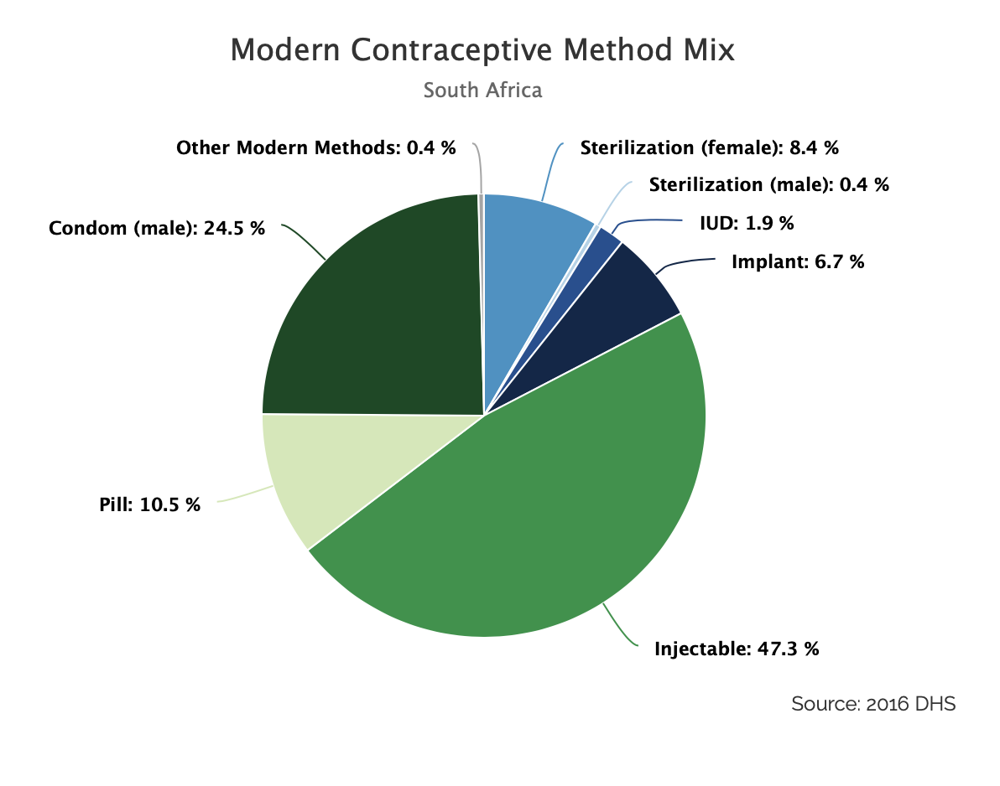 Modern Contraceptive Method Mix
South Africa
Other Modern Methods: 0.4 %
Sterilization (female): 8.4 %
Sterilization (male): 0.4 %
Condom (male): 24.5 %
IUD: 1.9 %
Implant: 6.7 %
Pill: 10.5 %
Injectable: 47.3 %
Source: 2016 DHS